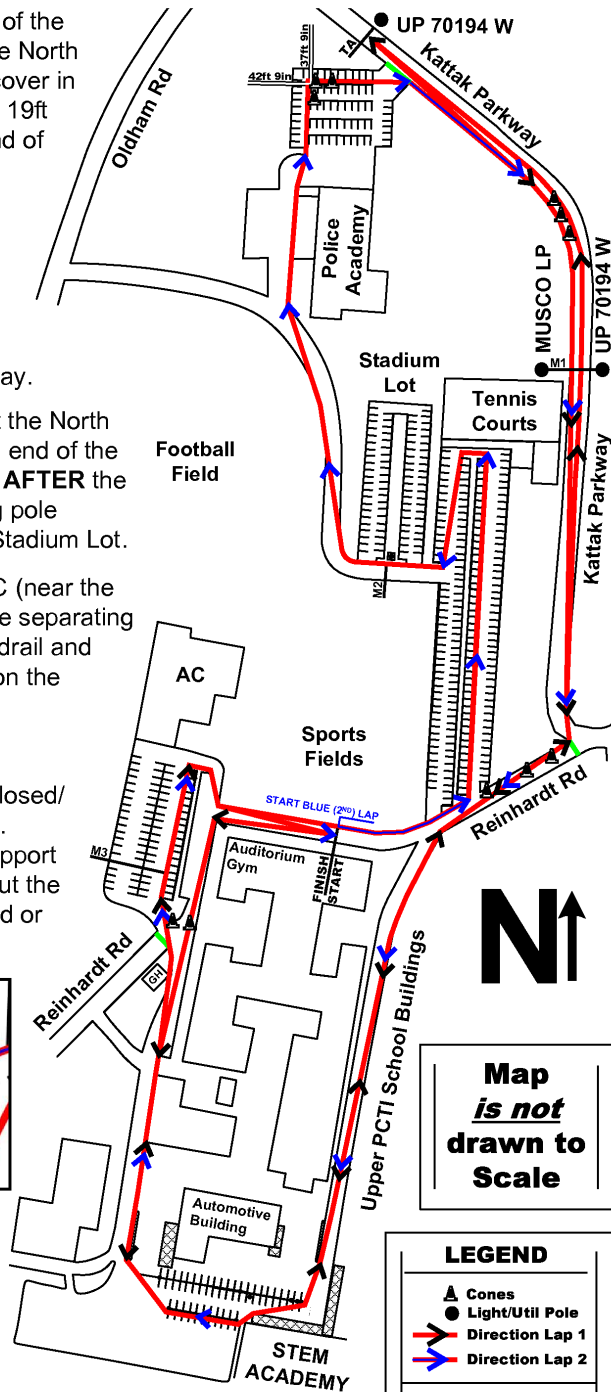 of the
e North
cover in
19ft
d of
ay.
t the North
end of the
AFTER the
g pole
Stadium Lot.
C (near the
e separating
drail and
on the
losed/
.
pport
ut the
d or
UP 70194 W
TA
37ft 9in
42ft 9in
Kattak Parkway
Oldham Rd
Police
Academy
MUSCO LP
UP 70194 W
M1
Stadium
Lot
Tennis
Courts
Football
Field
Kattak Parkway
M2
AC
Sports
Fields
START BLUE (2ND) LAP
Reinhardt Rd
M3
Auditorium
Gym
FINISH
START
N
Reinhardt Rd
GH
Upper PCTI School Buildings
Map
is not
drawn to
Scale
Automotive
Building
STEM
ACADEMY
LEGEND
Cones
Light/Util Pole
Direction Lap 1
Direction Lap 2